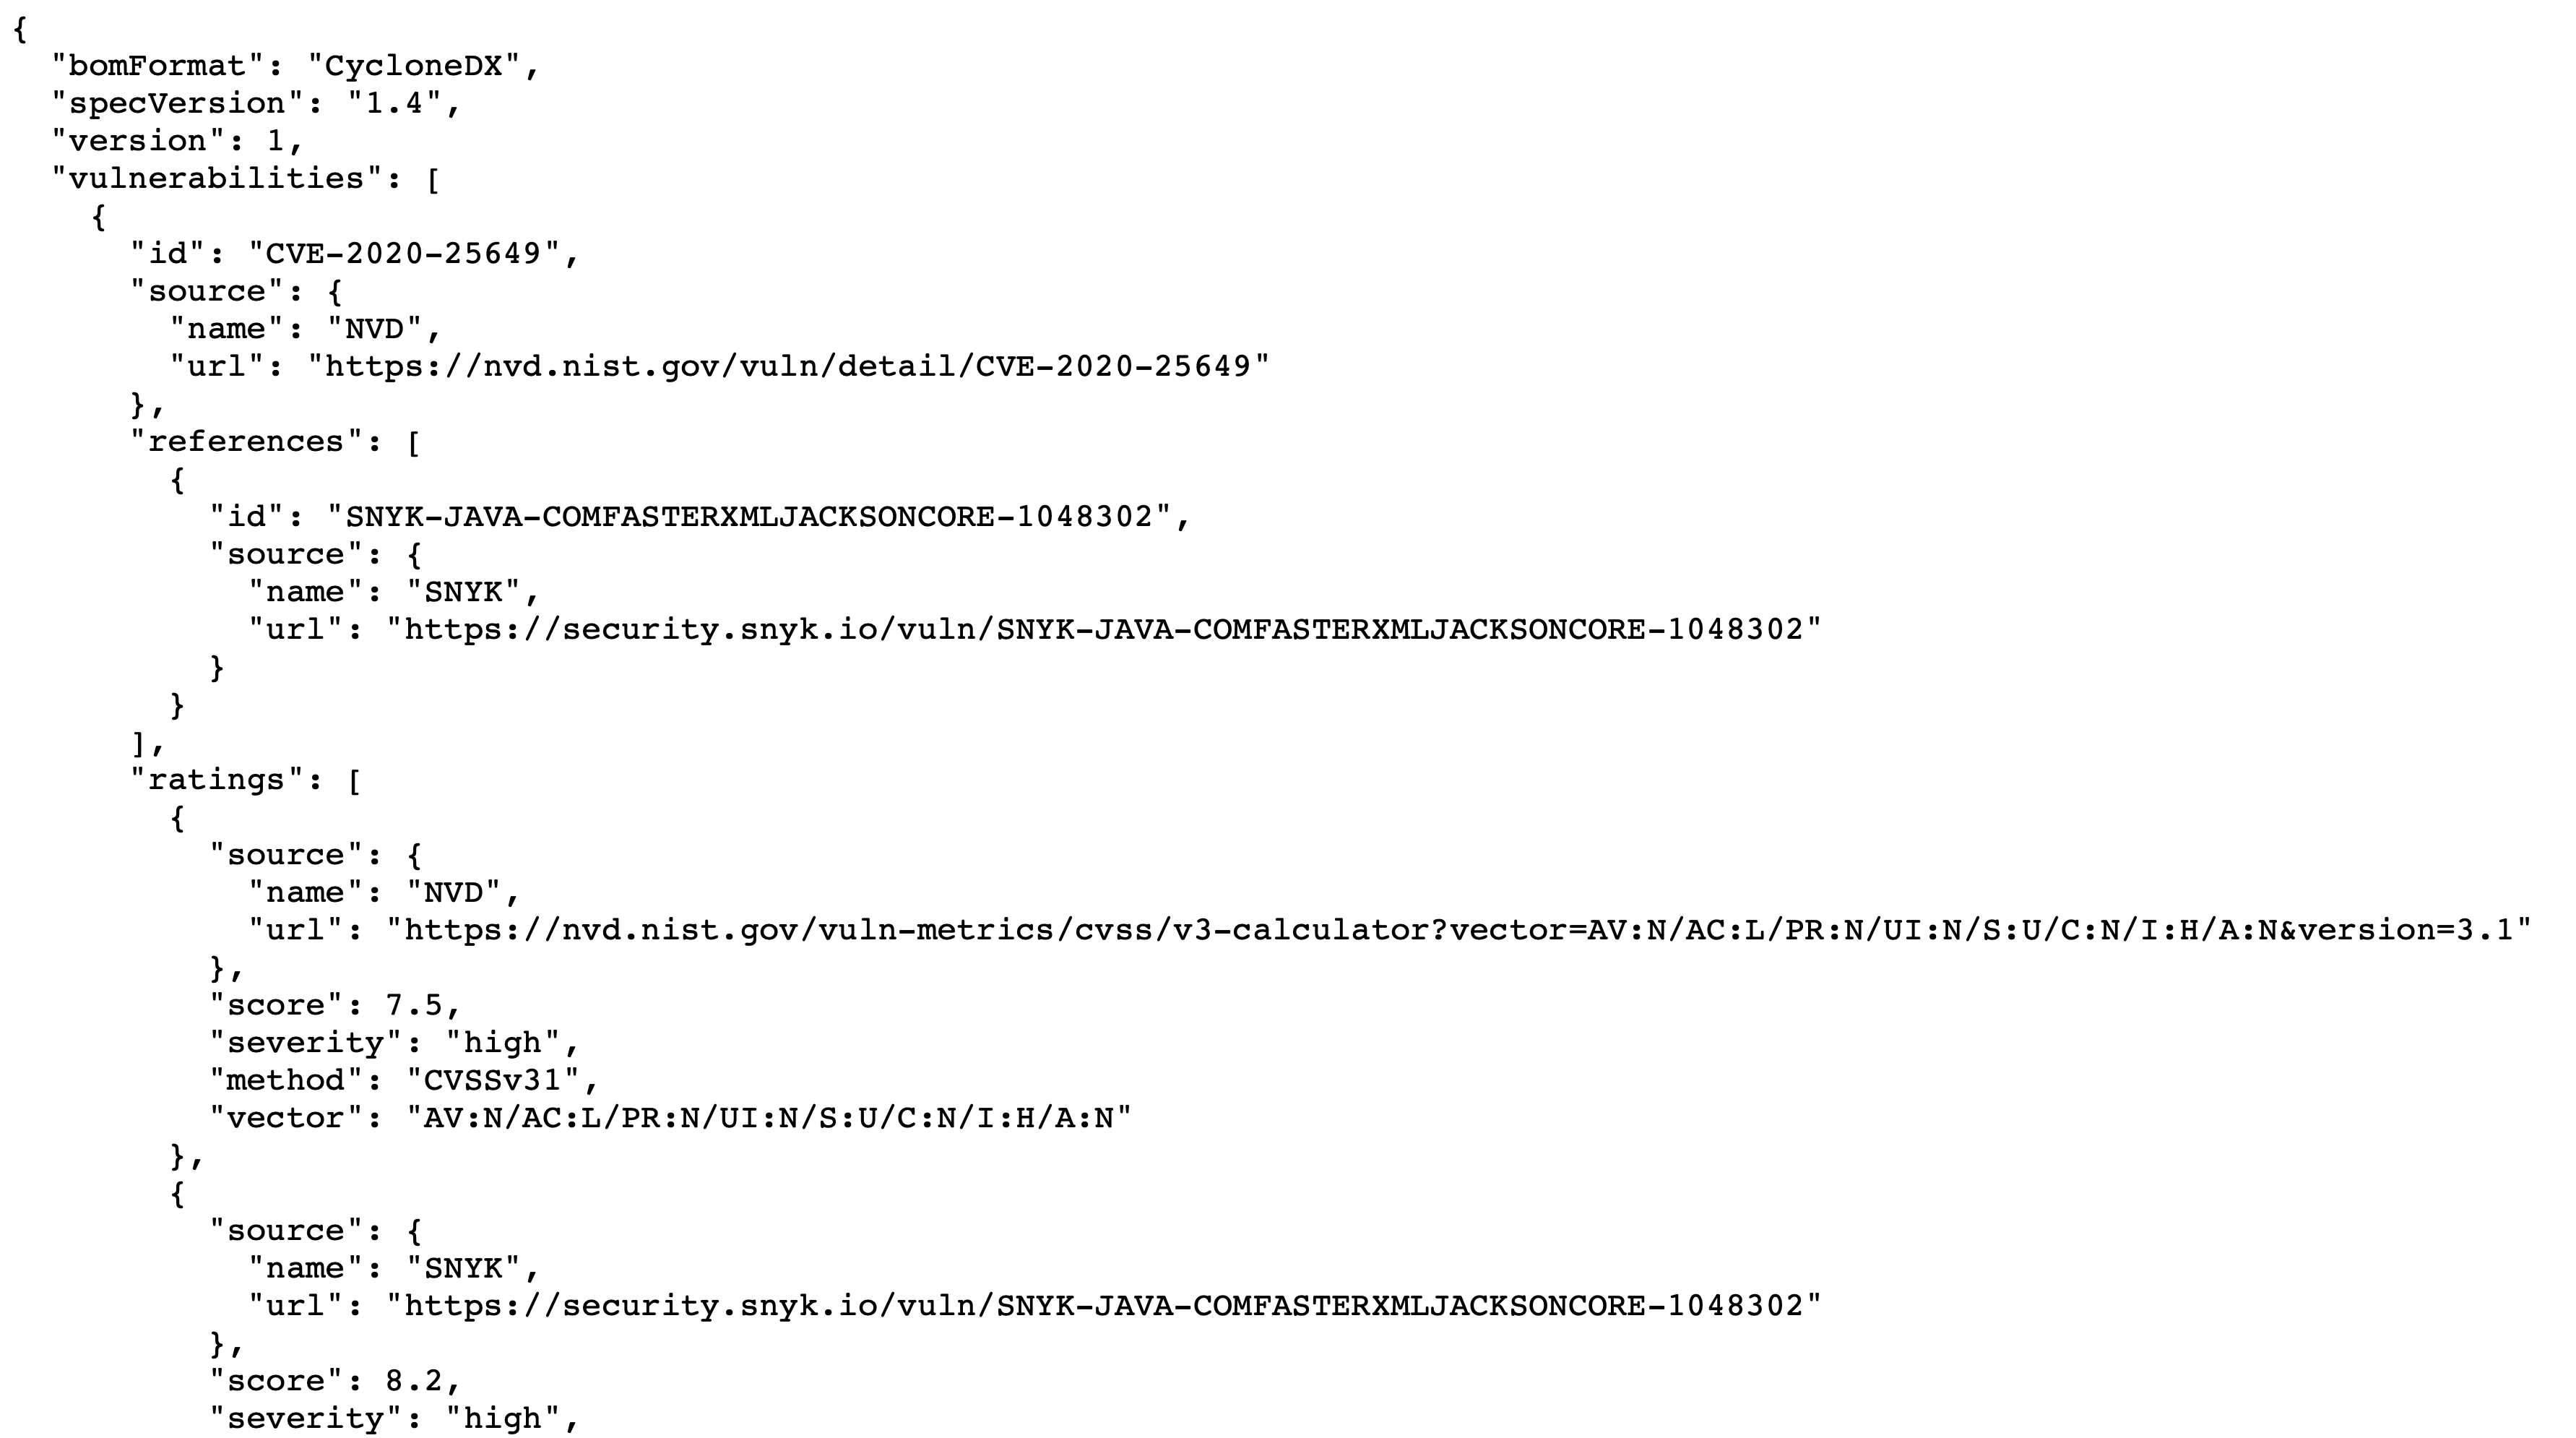 {
  "bomFormat": "CycloneDX",
  "specVersion": "1.4",
  "version": 1,
  "vulnerabilities": [
    {
      "id": "CVE-2020-25649",
      "source": {
        "name": "NVD",
        "url": "https://nvd.nist.gov/vuln/detail/CVE-2020-25649"
      },
      "references": [
        {
          "id": "SNYK-JAVA-COMFASTERXMLJACKSONCORE-1048302",
          "source": {
            "name": "SNYK",
            "url": "https://security.snyk.io/vuln/SNYK-JAVA-COMFASTERXMLJACKSONCORE-1048302"
          }
        }
      ],
      "ratings": [
        {
          "source": {
            "name": "NVD",
            "url": "https://nvd.nist.gov/vuln-metrics/cvss/v3-calculator?vector=AV:N/AC:L/PR:N/UI:N/S:U/C:N/I:H/A:N&version=3.1"
          },
          "score": 7.5,
          "severity": "high",
          "method": "CVSSv31",
          "vector": "AV:N/AC:L/PR:N/UI:N/S:U/C:N/I:H/A:N"
        },
        {
          "source": {
            "name": "SNYK",
            "url": "https://security.snyk.io/vuln/SNYK-JAVA-COMFASTERXMLJACKSONCORE-1048302"
          },
          "score": 8.2,
          "severity": "high",